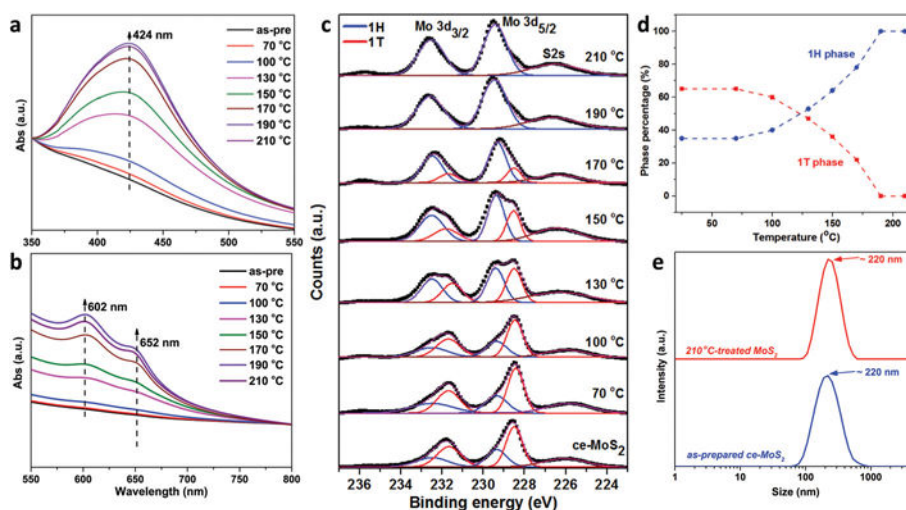 a
424 nm
as-pre
70 °C
100 °C
130 °C
150 °C
170 °C
190 °C
210 °C
Abs (a.u.)
350 400 450 500 550
b
602 nm
652 nm
as-pre
70 °C
100 °C
130 °C
150 °C
170 °C
190 °C
210 °C
Abs (a.u.)
550 600 650 700 750 800
Wavelength (nm)
c
1H
1T
Mo 3d3/2
Mo 3d5/2
S2s
210 °C
190 °C
170 °C
150 °C
130 °C
100 °C
70 °C
ce-MoS2
Counts (a.u.)
236 234 232 230 228 226 224
Binding energy (eV)
d
Phase percentage (%)
100
80
60
40
20
0
1H phase
1T phase
50 100 150 200
Temperature (°C)
e
~ 220 nm
210°C-treated MoS2
~ 220 nm
as-prepared ce-MoS2
Intensity (a.u.)
1 10 100 1000
Size (nm)